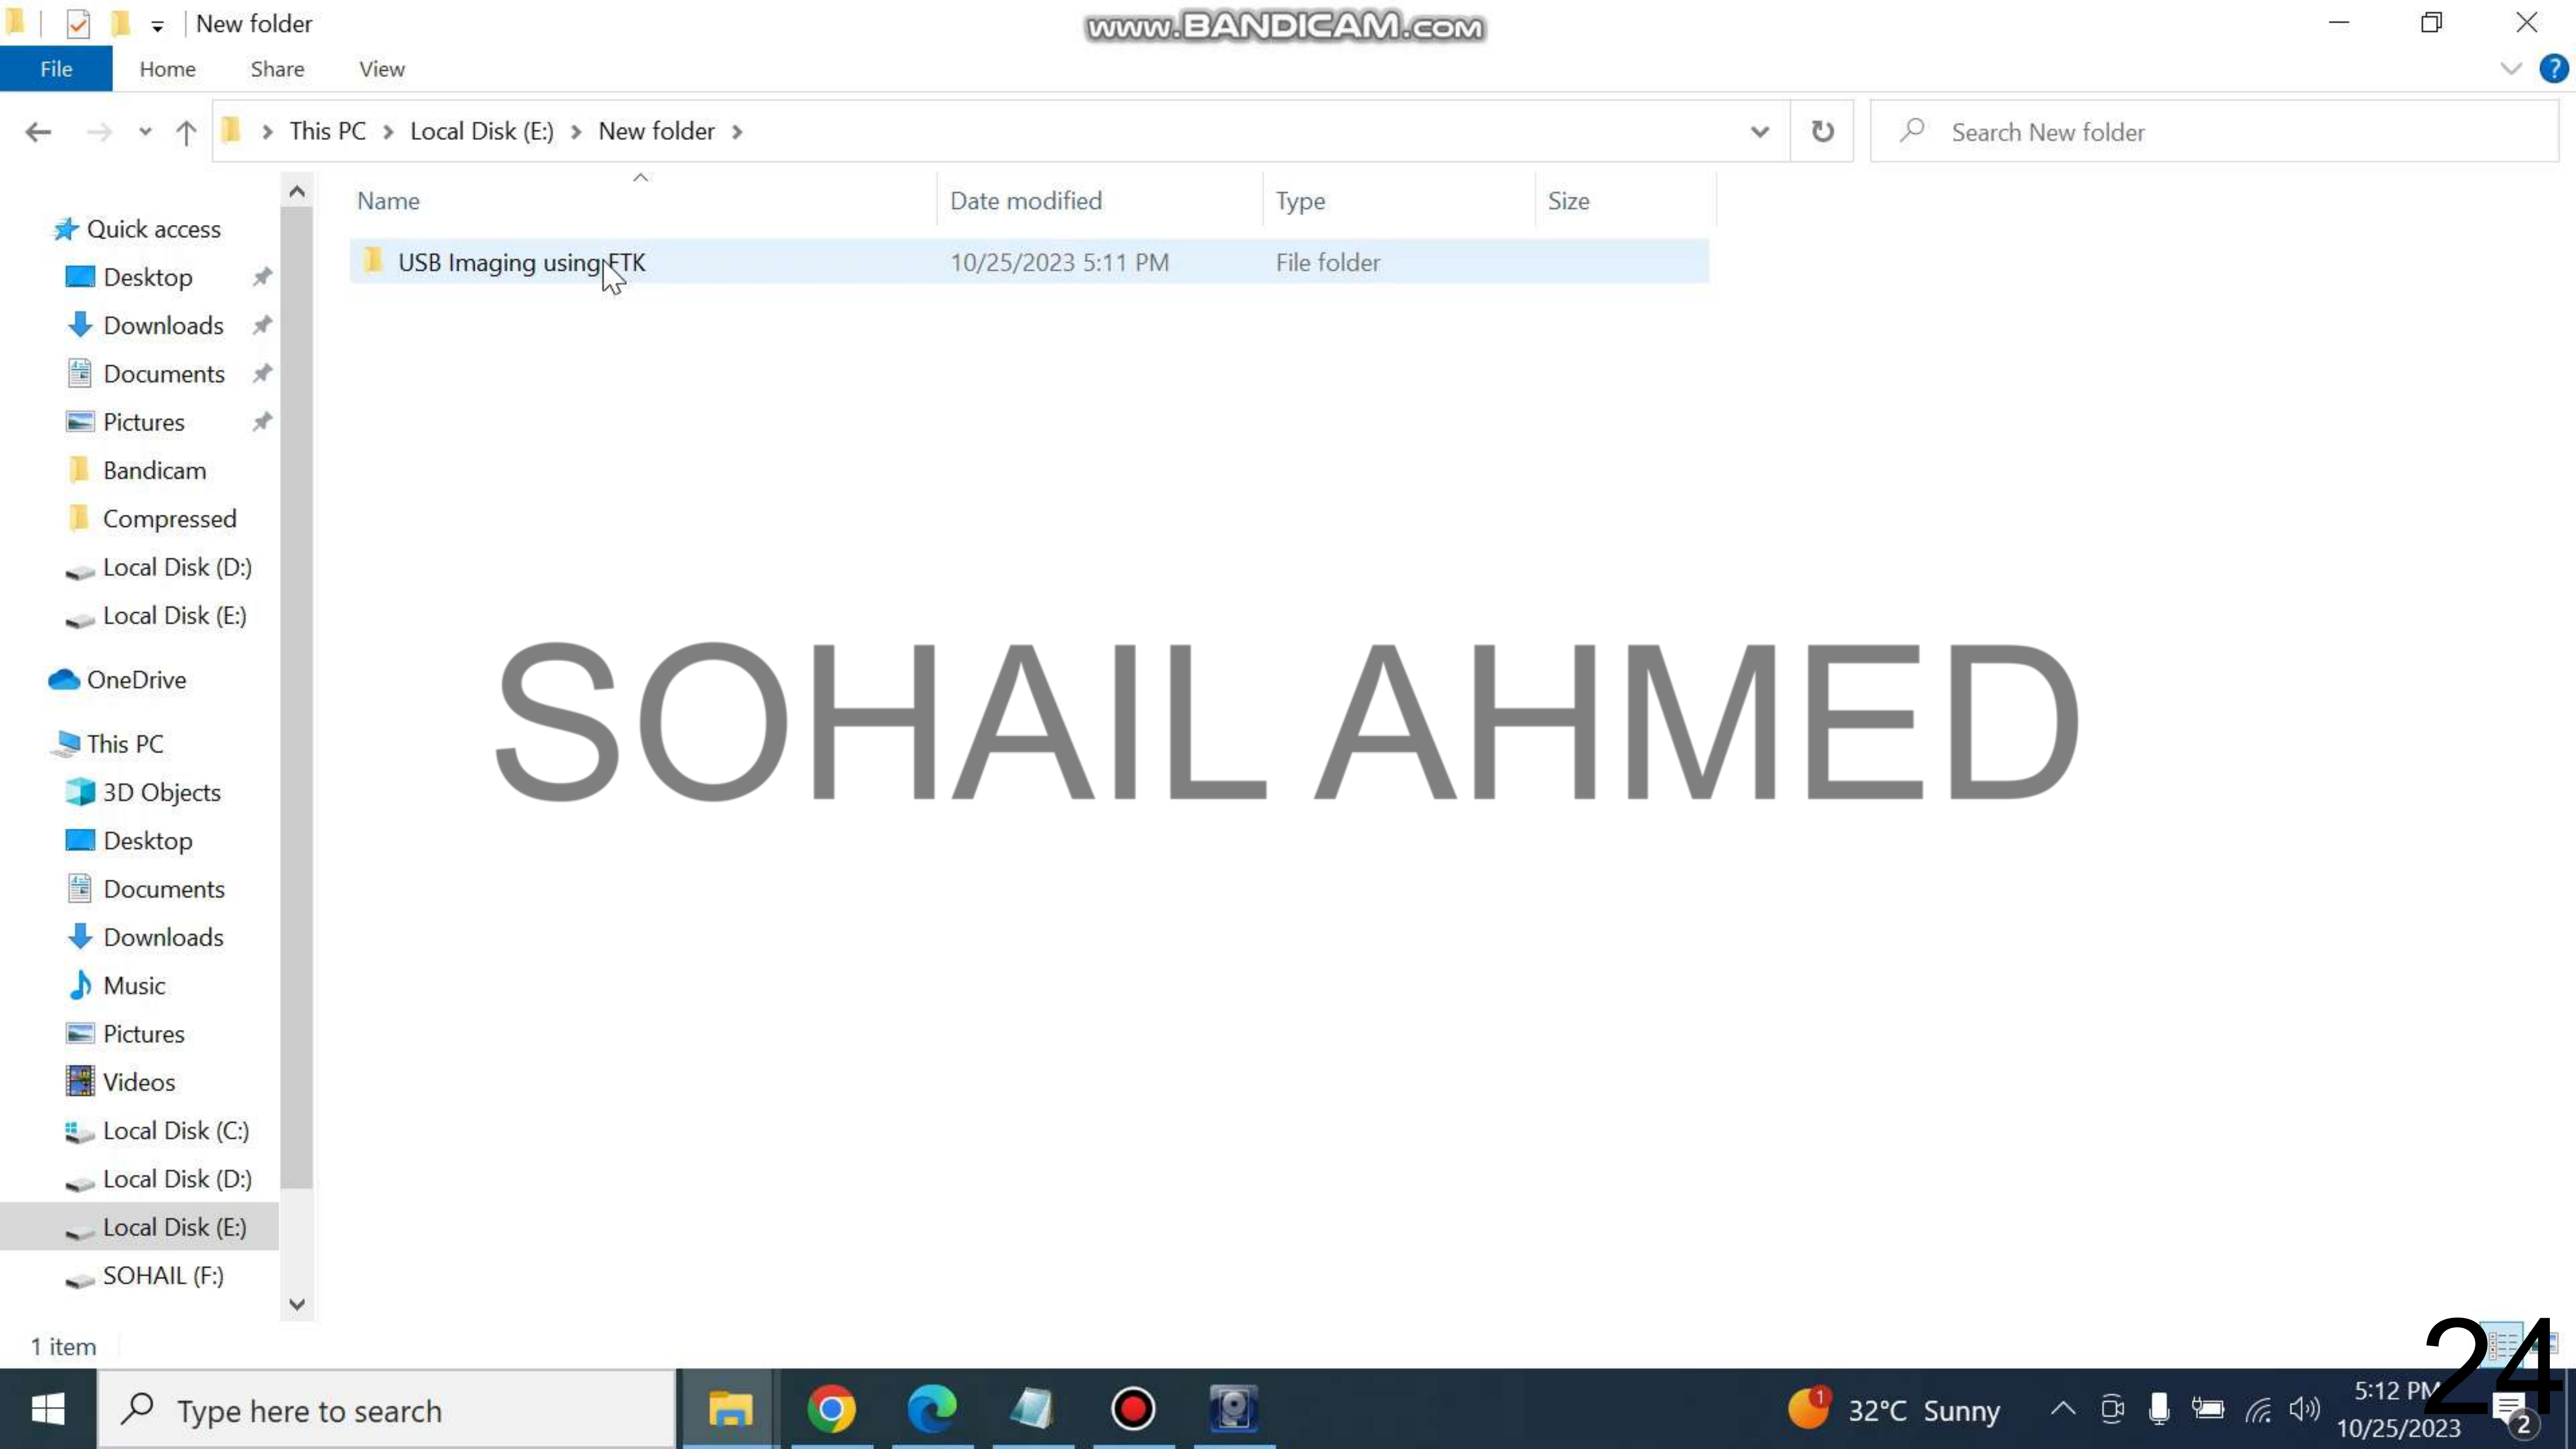 New folder
www.BANDICAM.com
File Home Share View
This PC Local Disk (E:) New folder
Search New folder
Name Date modified Type Size
USB Imaging using FTK 10/25/2023 5:11 PM File folder
Quick access
Desktop
Downloads
Documents
Pictures
Bandicam
Compressed
Local Disk (D:)
Local Disk (E:)
OneDrive
This PC
3D Objects
Desktop
Documents
Downloads
Music
Pictures
Videos
Local Disk (C:)
Local Disk (D:)
Local Disk (E:)
SOHAIL (F:)
SOHAIL AHMED
1 item
24
Type here to search
1
32°C Sunny
5:12 PM
10/25/2023
2